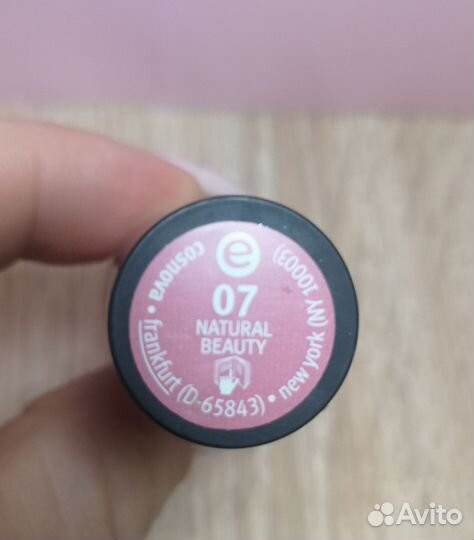 e
07
NATURAL
BEAUTY
cosnova • frankfurt (D-65843) • new york (NY 10003)
Avito